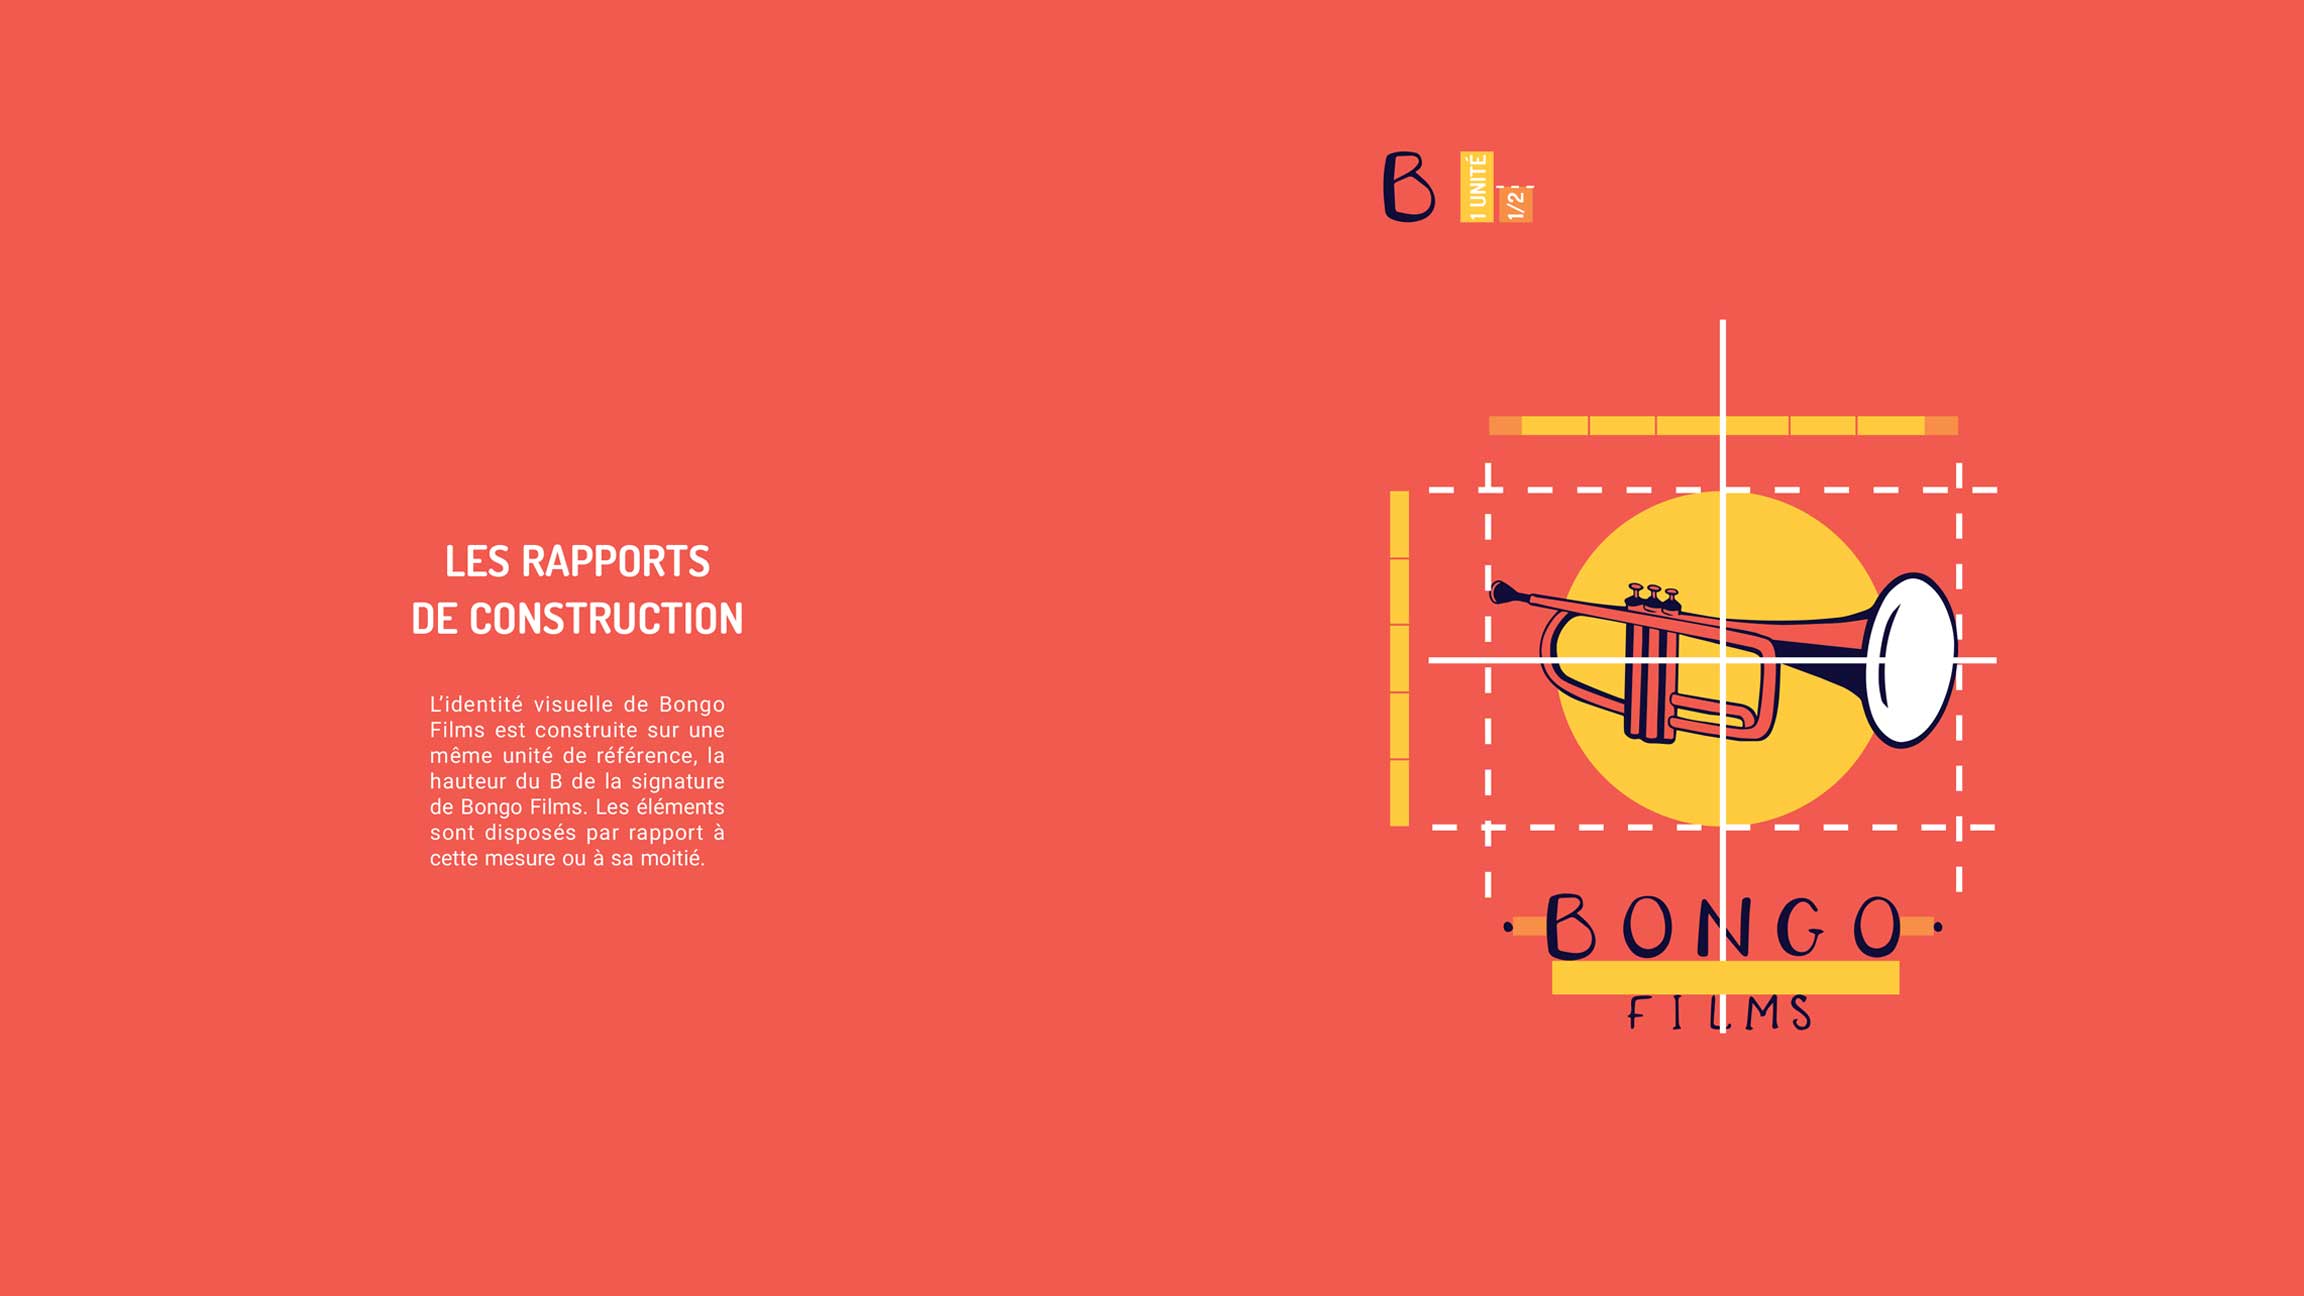 LES RAPPORTS
DE CONSTRUCTION
L’identité visuelle de Bongo
Films est construite sur une
même unité de référence, la
hauteur du B de la signature
de Bongo Films. Les éléments
sont disposés par rapport à
cette mesure ou à sa moitié.
B
1 UNITÉ
1/2
• BONGO •
FILMS